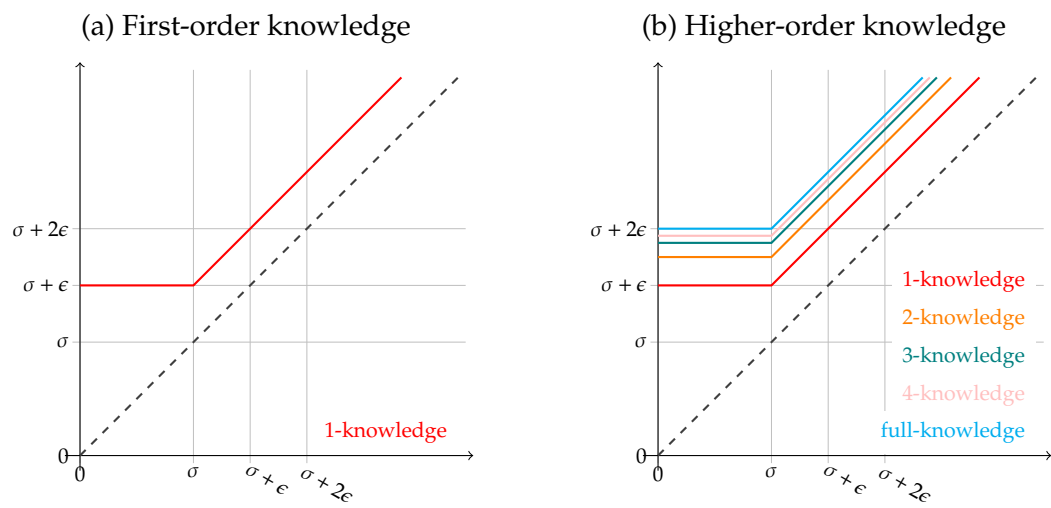 (a) First-order knowledge
σ + 2ϵ
σ + ϵ
σ
0
0
σ
σ + ϵ
σ + 2ϵ
1-knowledge
(b) Higher-order knowledge
σ + 2ϵ
σ + ϵ
σ
0
0
σ
σ + ϵ
σ + 2ϵ
1-knowledge
2-knowledge
3-knowledge
4-knowledge
full-knowledge